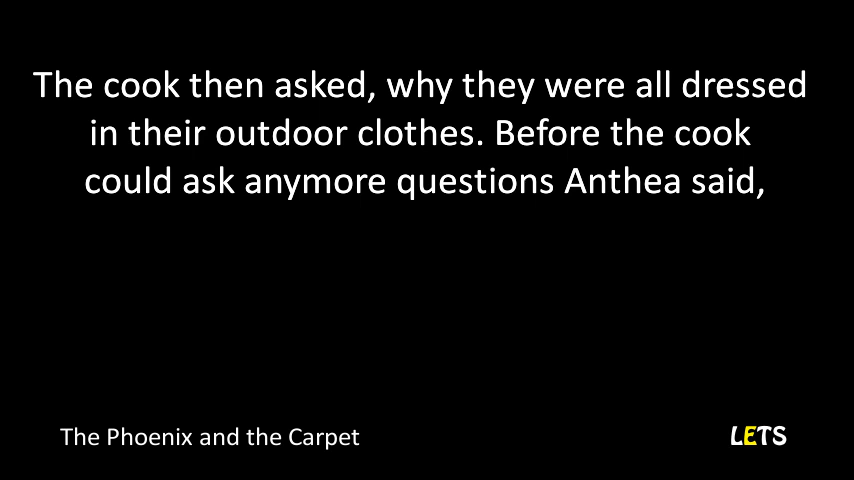 The cook then asked, why they were all dressed
in their outdoor clothes. Before the cook
could ask anymore questions Anthea said,
The Phoenix and the Carpet
LETS